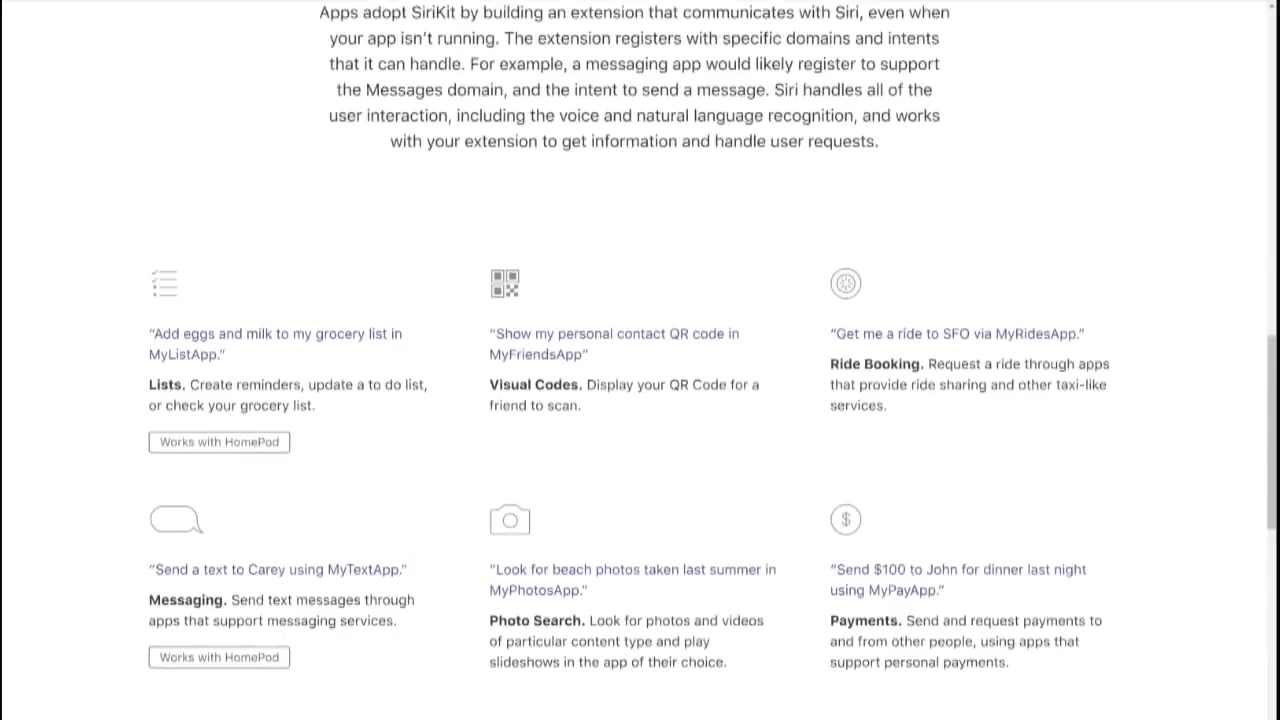 Apps adopt SiriKit by building an extension that communicates with Siri, even when
your app isn’t running. The extension registers with specific domains and intents
that it can handle. For example, a messaging app would likely register to support
the Messages domain, and the intent to send a message. Siri handles all of the
user interaction, including the voice and natural language recognition, and works
with your extension to get information and handle user requests.
“Add eggs and milk to my grocery list in
MyListApp.”
Lists. Create reminders, update a to do list,
or check your grocery list.
Works with HomePod
“Show my personal contact QR code in
MyFriendsApp”
Visual Codes. Display your QR Code for a
friend to scan.
“Get me a ride to SFO via MyRidesApp.”
Ride Booking. Request a ride through apps
that provide ride sharing and other taxi-like
services.
“Send a text to Carey using MyTextApp.”
Messaging. Send text messages through
apps that support messaging services.
Works with HomePod
“Look for beach photos taken last summer in
MyPhotosApp.”
Photo Search. Look for photos and videos
of particular content type and play
slideshows in the app of their choice.
$
“Send $100 to John for dinner last night
using MyPayApp.”
Payments. Send and request payments to
and from other people, using apps that
support personal payments.